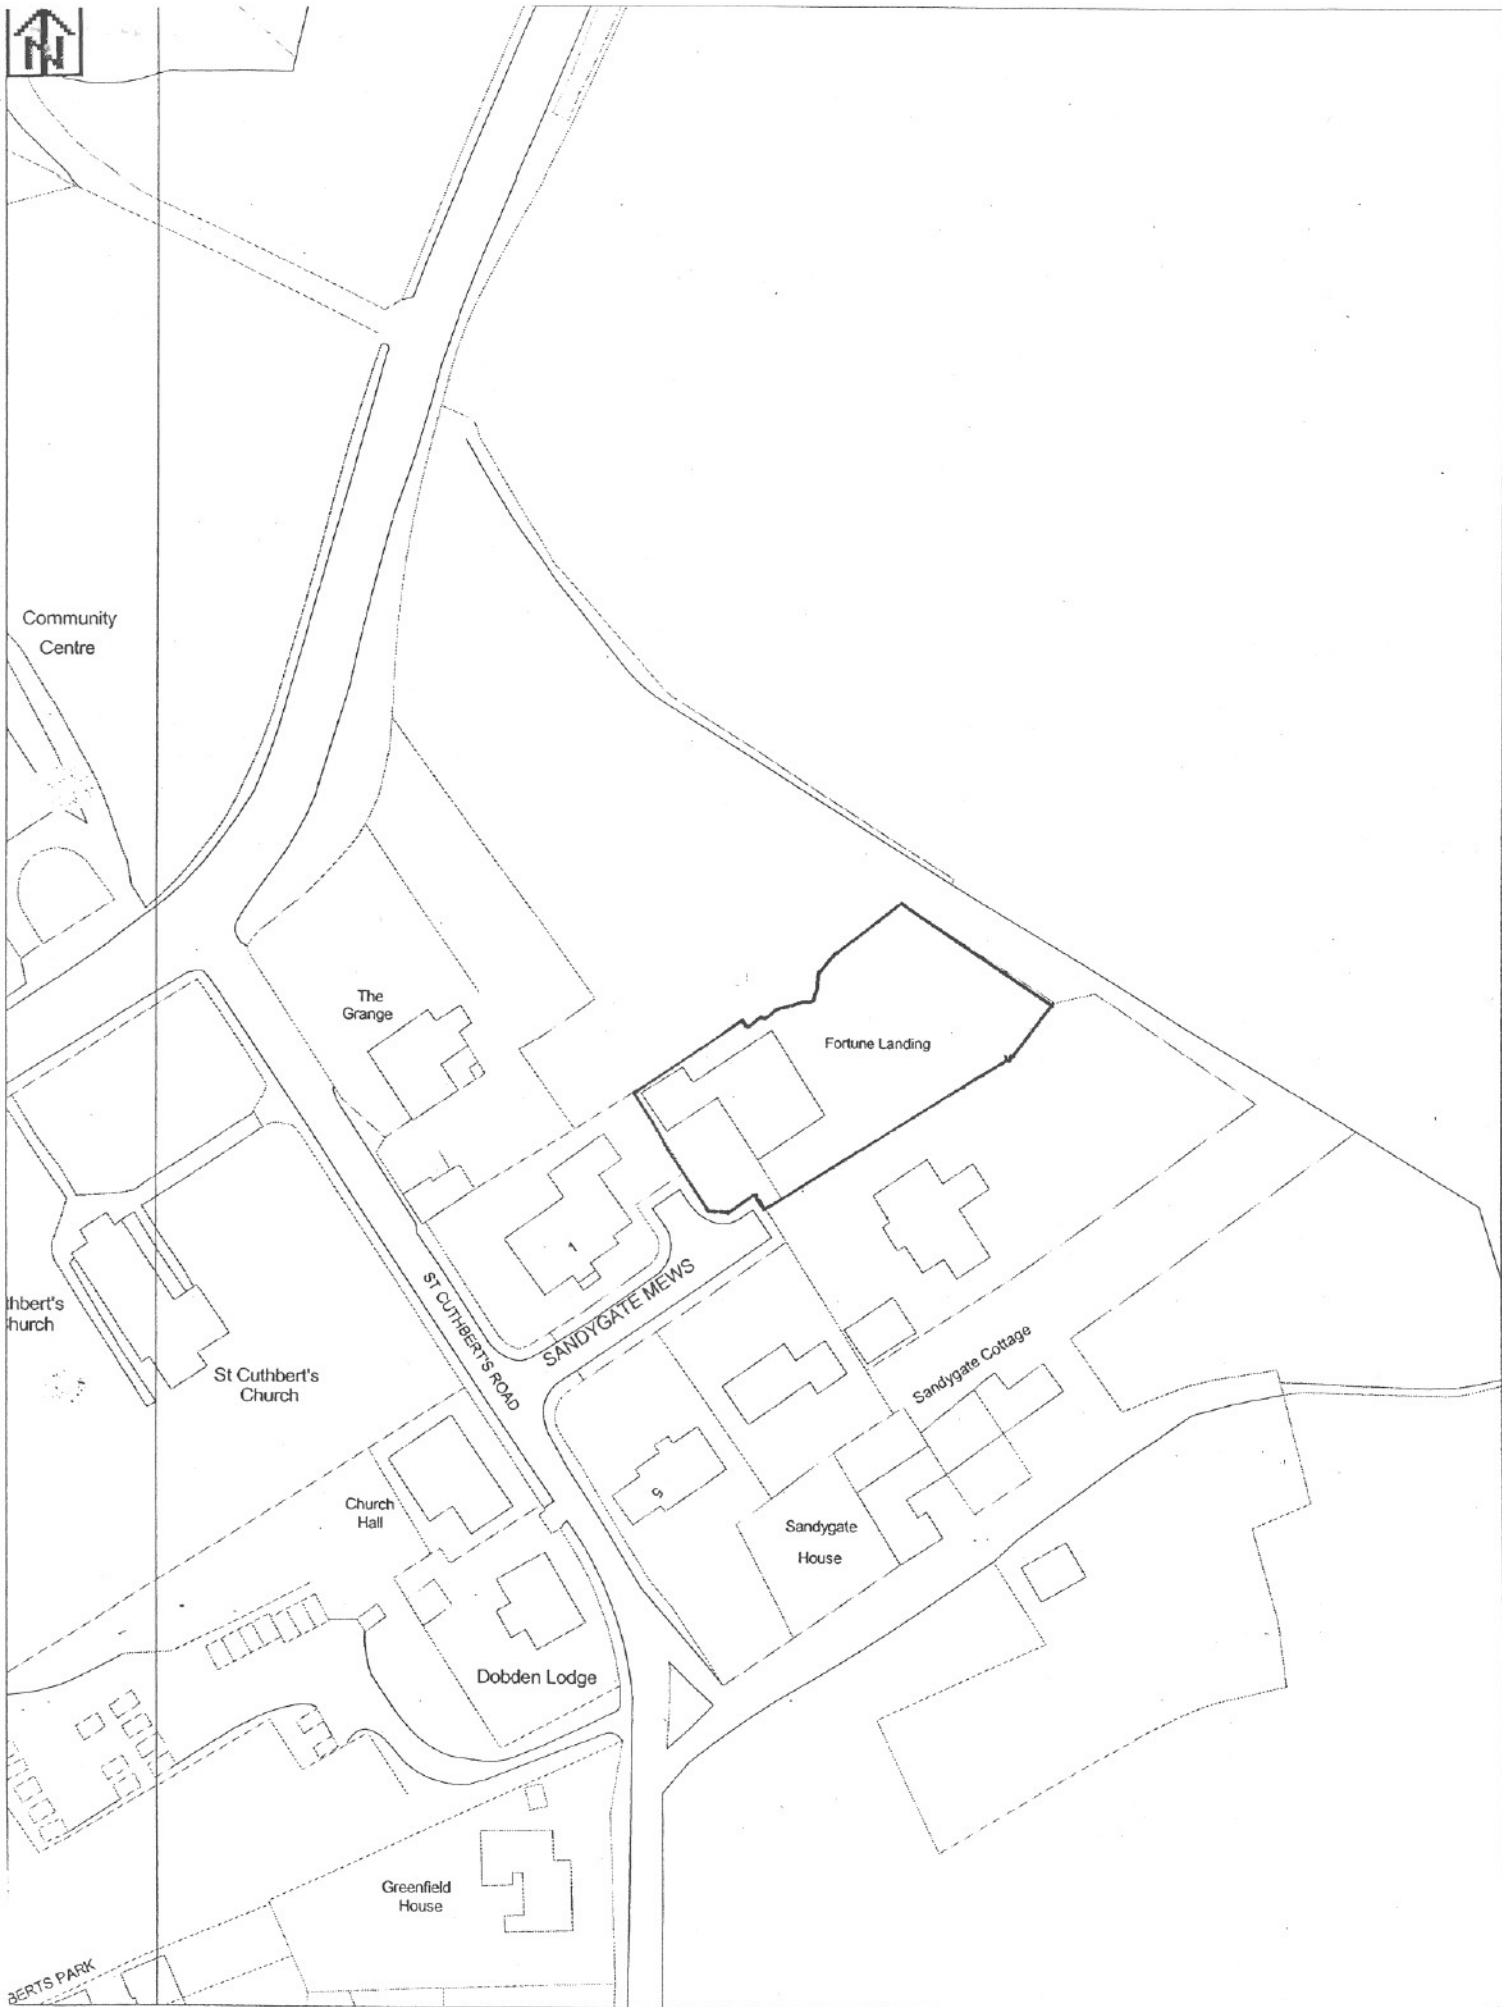 N
Community
Centre
The
Grange
Fortune Landing
1
ST CUTHBERT'S ROAD
SANDYGATE MEWS
thbert's
hurch
St Cuthbert's
Church
Sandygate Cottage
5
Church
Hall
Sandygate
House
Dobden Lodge
Greenfield
House
BERTS PARK